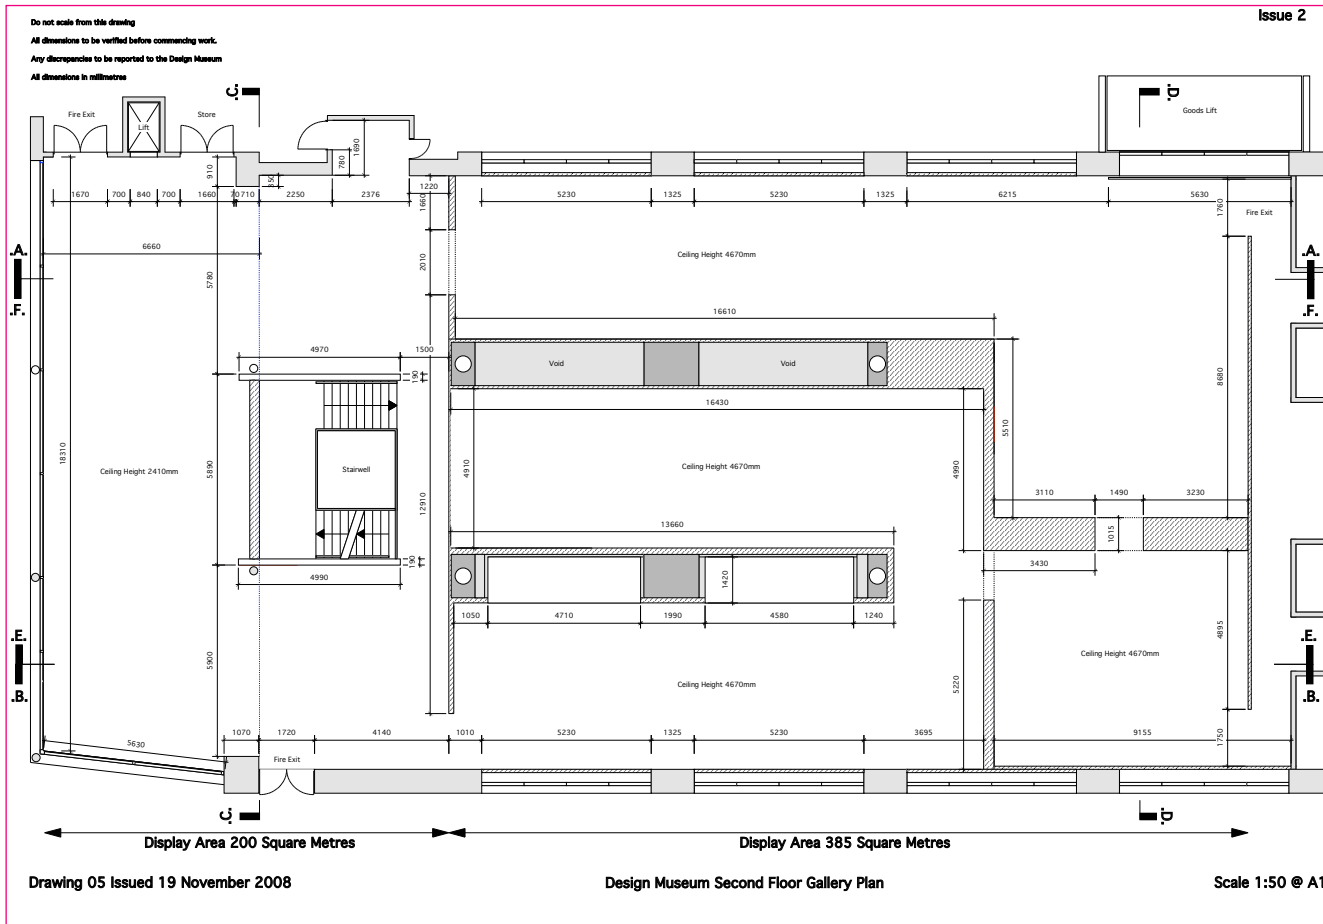 Issue 2
Do not scale from this drawing
All dimensions to be verified before commencing work.
Any discrepancies to be reported to the Design Museum
All dimensions in millimetres
.C.
.D.
Fire Exit
Lift
Store
Goods Lift
1690
780
910
850
1220
1670
700
840
700
1660
70
710
2250
2376
1660
5230
1325
5230
1325
6215
5630
1760
Fire Exit
6660
.A.
.F.
5780
2010
Ceiling Height 4670mm
.A.
.F.
16610
4970
1500
190
Void
Void
8680
16430
5510
18310
Ceiling Height 2410mm
5890
Stairwell
12910
4910
Ceiling Height 4670mm
4990
3110
1490
3230
1015
13660
190
4990
1420
3430
1050
4710
1990
4580
1240
4895
.E.
.B.
5900
Ceiling Height 4670mm
5220
Ceiling Height 4670mm
.E.
.B.
5630
1070
1720
4140
1010
5230
1325
5230
3695
9155
1750
Fire Exit
.C.
.D.
Display Area 200 Square Metres
Display Area 385 Square Metres
Drawing 05 Issued 19 November 2008
Design Museum Second Floor Gallery Plan
Scale 1:50 @ A1